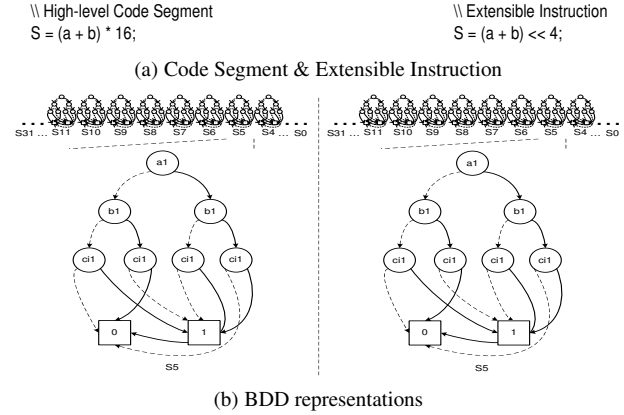 \\ High-level Code Segment
S = (a + b) * 16;
\\ Extensible Instruction
S = (a + b) << 4;
(a) Code Segment & Extensible Instruction
S31 ... S11 S10 S9 S8 S7 S6 S5 S4 ... S0
a1
b1 b1
ci1 ci1 ci1 ci1
0 1
S5
S31 ... S11 S10 S9 S8 S7 S6 S5 S4 ... S0
a1
b1 b1
ci1 ci1 ci1 ci1
0 1
S5
(b) BDD representations